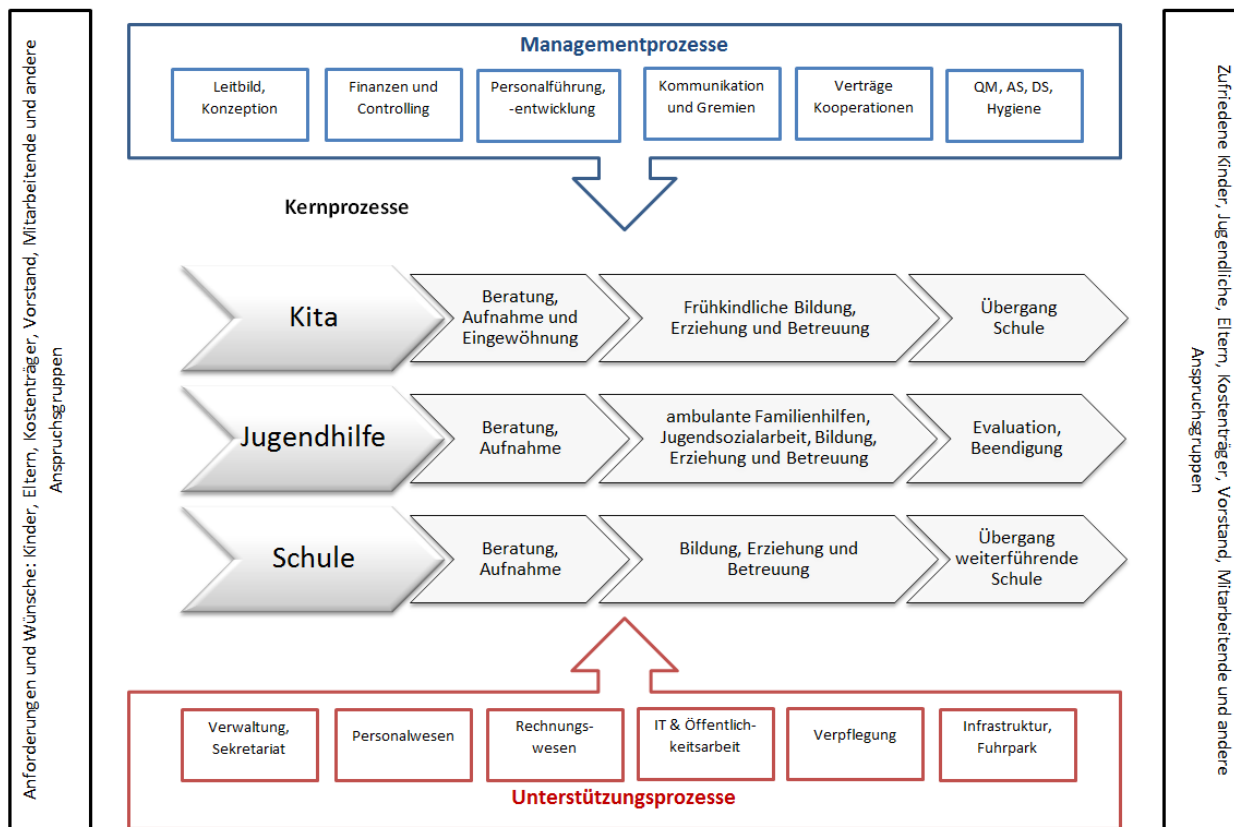 Anforderungen und Wünsche: Kinder, Eltern, Kostenträger, Vorstand, Mitarbeitende und andere
Anspruchsgruppen
Managementprozesse
Leitbild,
Konzeption
Finanzen und
Controlling
Personalführung,
-entwicklung
Kommunikation
und Gremien
Verträge
Kooperationen
QM, AS, DS,
Hygiene
Kernprozesse
Kita
Beratung,
Aufnahme und
Eingewöhnung
Frühkindliche Bildung,
Erziehung und Betreuung
Übergang
Schule
Jugendhilfe
Beratung,
Aufnahme
ambulante Familienhilfen,
Jugendsozialarbeit, Bildung,
Erziehung und Betreuung
Evaluation,
Beendigung
Schule
Beratung,
Aufnahme
Bildung, Erziehung und
Betreuung
Übergang
weiterführende
Schule
Verwaltung,
Sekretariat
Personalwesen
Rechnungs-
wesen
IT & Öffentlich-
keitsarbeit
Verpflegung
Infrastruktur,
Fuhrpark
Unterstützungsprozesse
Zufriedene Kinder, Jugendliche, Eltern, Kostenträger, Vorstand, Mitarbeitende und andere
Anspruchsgruppen